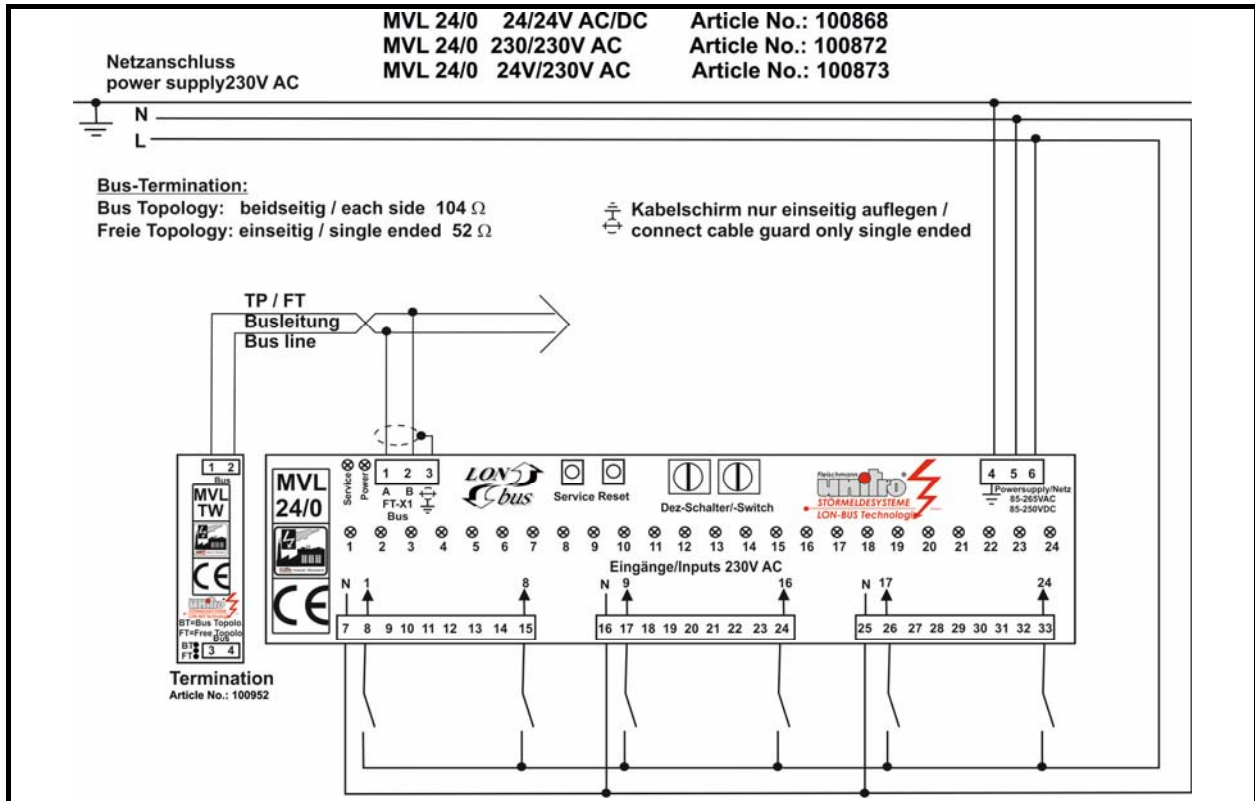 MVL 24/0 24/24V AC/DC Article No.: 100868
MVL 24/0 230/230V AC Article No.: 100872
MVL 24/0 24V/230V AC Article No.: 100873
Netzanschluss
power supply230V AC
N
L
Bus-Termination:
Bus Topology: beidseitig / each side 104 Ω
Freie Topology: einseitig / single ended 52 Ω
Kabelschirm nur einseitig auflegen /
connect cable guard only single ended
TP / FT
Busleitung
Bus line
1 2
Bus
MVL
TW
CE
unitro
STÖRMELDESYSTEME
LON-BUS Technologie
BT=Bus Topolo.
FT=Free Topolo
Bus
BT
FT
3 4
Termination
Article No.: 100952
MVL
24/0
CE
Service
Power
1 2 3
A B
FT-X1
Bus
LON
bus
Service Reset
Dez-Schalter/-Switch
Fleischmann
unitro®
STÖRMELDESYSTEME
LON-BUS Technologie
4 5 6
Powersupply/Netz
85-265VAC
85-250VDC
1 2 3 4 5 6 7 8 9 10 11 12 13 14 15 16 17 18 19 20 21 22 23 24
Eingänge/Inputs 230V AC
N 1 8 N 9 16 N 17 24
7 8 9 10 11 12 13 14 15 16 17 18 19 20 21 22 23 24 25 26 27 28 29 30 31 32 33